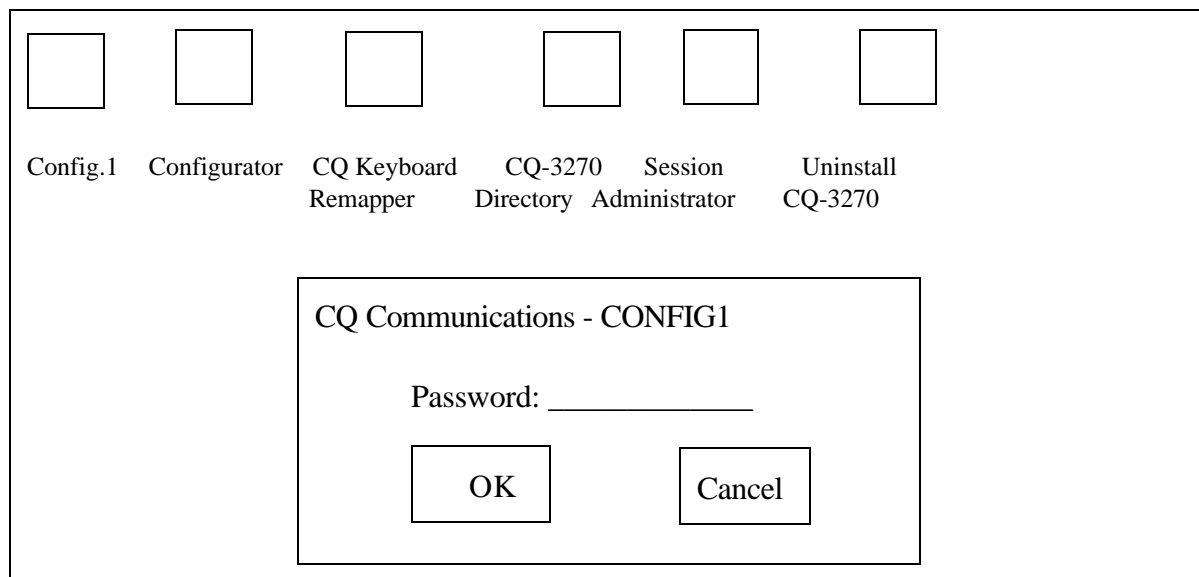 Config.1 Configurator CQ Keyboard CQ-3270 Session Uninstall
Remapper Directory Administrator CQ-3270
CQ Communications - CONFIG1
Password: _____________
OK Cancel